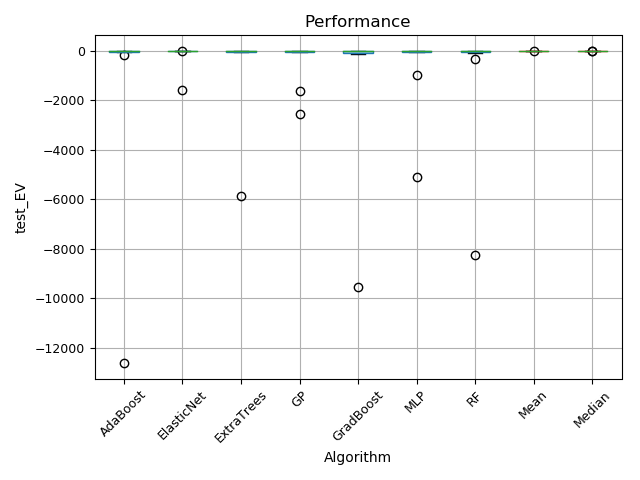 Performance
0
−2000
−4000
−6000
−8000
−10000
−12000
test_EV
AdaBoost
ElasticNet
ExtraTrees
GP
GradBoost
MLP
RF
Mean
Median
Algorithm